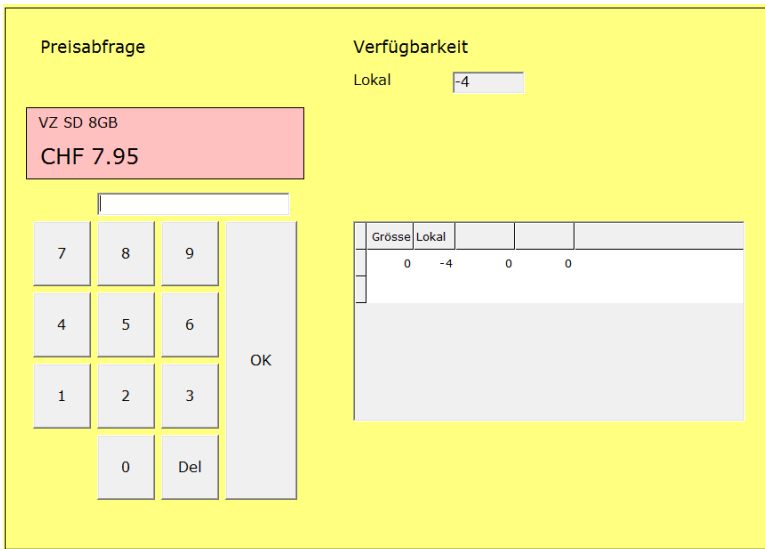 Preisabfrage
Verfügbarkeit
Lokal -4
VZ SD 8GB
CHF 7.95
7 8 9
4 5 6
OK
1 2 3
0 Del
Grösse Lokal
0 -4 0 0